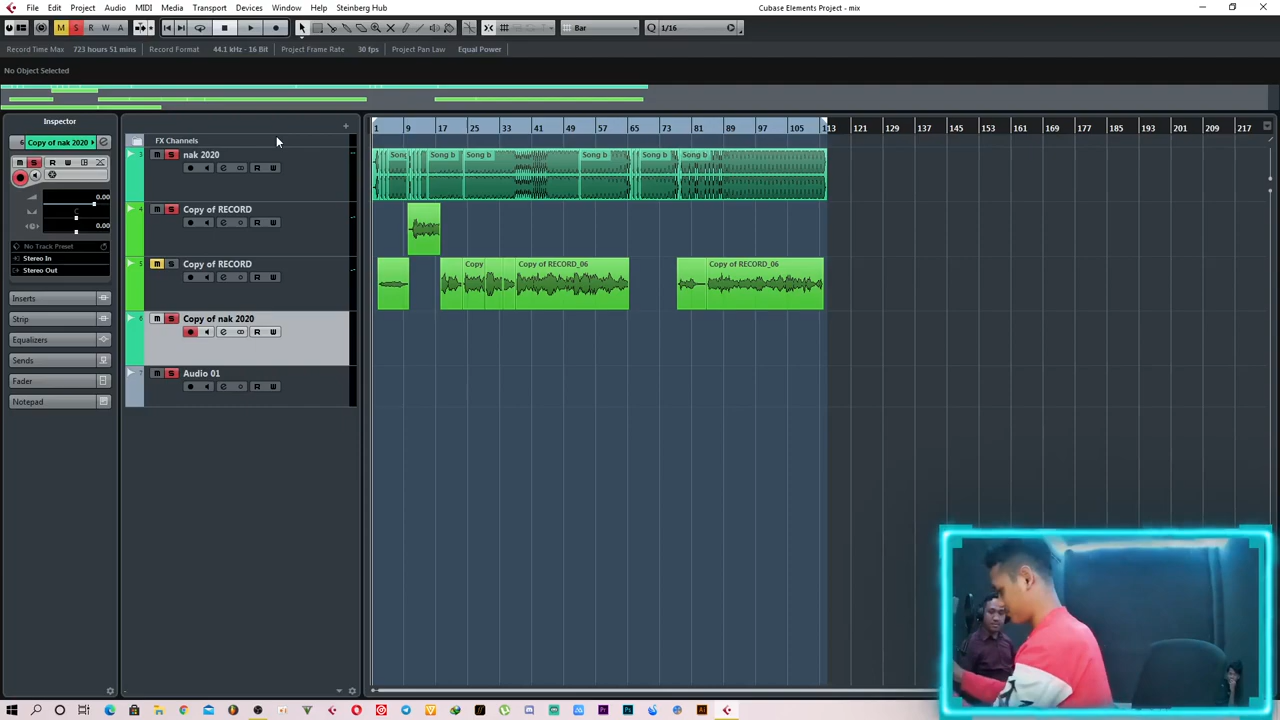 File Edit Project Audio MIDI Media Transport Devices Window Help Steinberg Hub Cubase Elements Project - mix
M S L R W A Bar Q 1/16
Record Time Max 723 hours 51 mins Record Format 44.1 kHz - 16 Bit Project Frame Rate 30 fps Project Pan Law Equal Power
No Object Selected
Inspector 1 9 17 25 33 41 49 57 65 73 81 89 97 105 113 121 129 137 145 153 161 169 177 185 193 201 209 217
6 Copy of nak 2020 e
M S R W
0.00
C
0.00
No Track Preset
Stereo In
Stereo Out
Inserts
Strip
Equalizers
Sends
Fader
Notepad
FX Channels
3 M S nak 2020
e R W
4 M S Copy of RECORD
e R W
5 M S Copy of RECORD
e R W
6 M S Copy of nak 2020
e R W
7 M S Audio 01
e R W
Song Song b Song b Song b Song b
Copy Copy of RECORD_06 Copy of RECORD_06